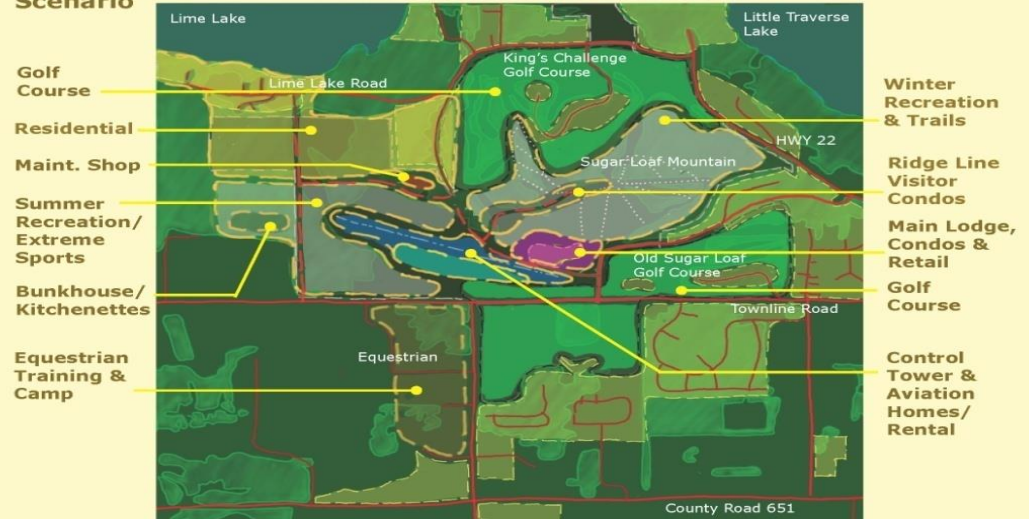 Scenario
Lime Lake
Little Traverse
Lake
Golf
Course
King's Challenge
Golf Course
Lime Lake Road
Winter
Recreation
& Trails
Residential
HWY 22
Maint. Shop
Sugar Loaf Mountain
Ridge Line
Visitor
Condos
Summer
Recreation/
Extreme
Sports
Main Lodge,
Condos &
Retail
Old Sugar Loaf
Golf Course
Golf
Course
Bunkhouse/
Kitchenettes
Townline Road
Equestrian
Training &
Camp
Equestrian
Control
Tower &
Aviation
Homes/
Rental
County Road 651